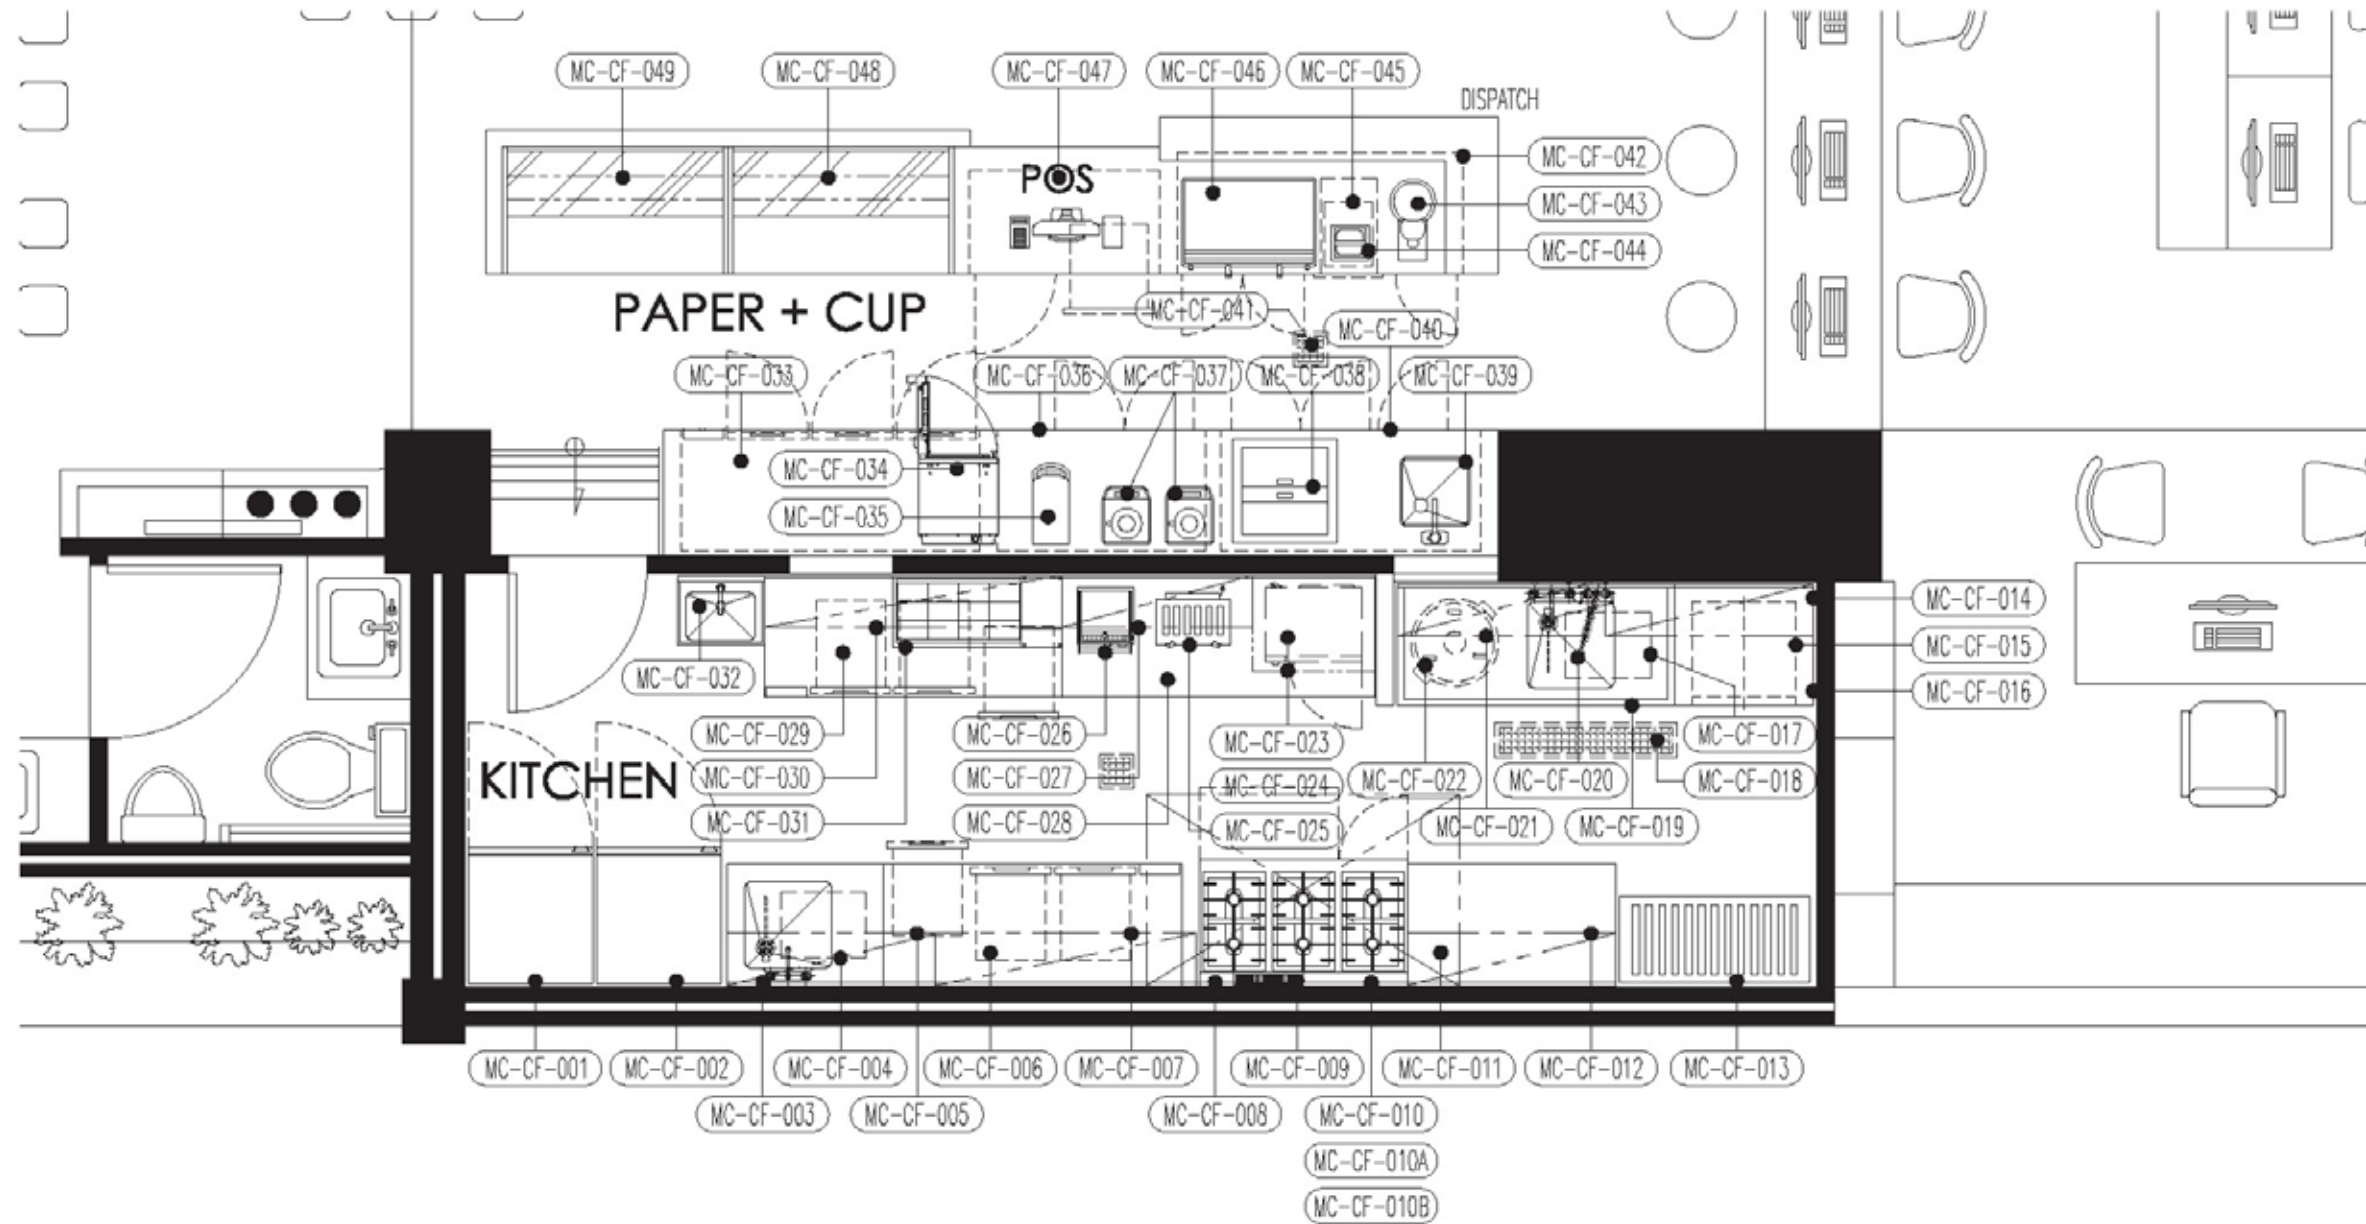 MC-CF-049 MC-CF-048 MC-CF-047 MC-CF-046 MC-CF-045
DISPATCH
MC-CF-042
POS
MC-CF-043
MC-CF-044
PAPER + CUP
MC-CF-041
MC-CF-040
MC-CF-033 MC-CF-036 MC-CF-037 MC-CF-038 MC-CF-039
MC-CF-034
MC-CF-035
MC-CF-014
MC-CF-015
MC-CF-032
MC-CF-016
MC-CF-029 MC-CF-026 MC-CF-023 MC-CF-017
KITCHEN
MC-CF-030 MC-CF-027 MC-CF-024 MC-CF-022 MC-CF-020 MC-CF-018
MC-CF-031 MC-CF-028 MC-CF-025 MC-CF-021 MC-CF-019
MC-CF-001 MC-CF-002 MC-CF-004 MC-CF-006 MC-CF-007 MC-CF-009 MC-CF-011 MC-CF-012 MC-CF-013
MC-CF-003 MC-CF-005 MC-CF-008 MC-CF-010
MC-CF-010A
MC-CF-010B